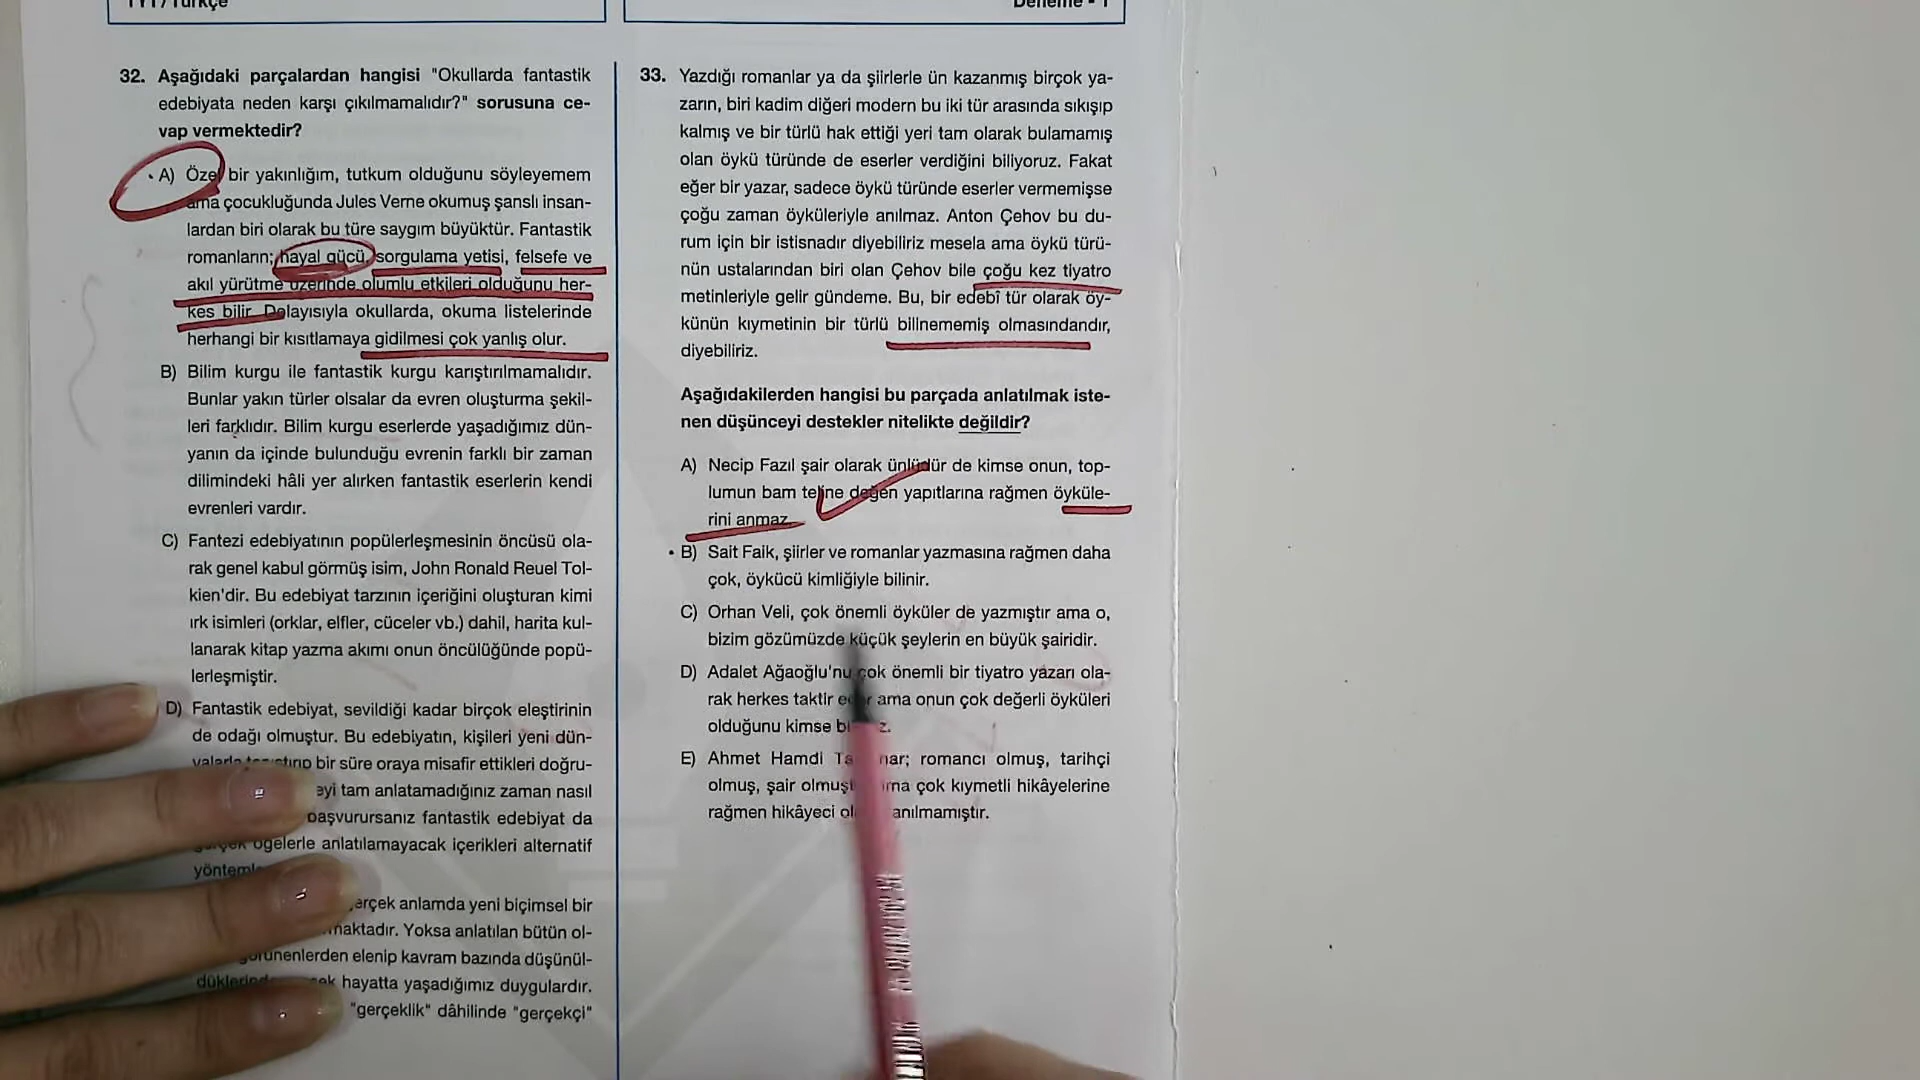 TYT / Türkçe
Deneme - 1
32. Aşağıdaki parçalardan hangisi "Okullarda fantastik
edebiyata neden karşı çıkılmamalıdır?" sorusuna ce-
vap vermektedir?
A) Özel bir yakınlığım, tutkum olduğunu söyleyemem
ama çocukluğunda Jules Verne okumuş şanslı insan-
lardan biri olarak bu türe saygım büyüktür. Fantastik
romanların; hayal gücü, sorgulama yetisi, felsefe ve
akıl yürütme üzerinde olumlu etkileri olduğunu her-
kes bilir. Dolayısıyla okullarda, okuma listelerinde
herhangi bir kısıtlamaya gidilmesi çok yanlış olur.
B) Bilim kurgu ile fantastik kurgu karıştırılmamalıdır.
Bunlar yakın türler olsalar da evren oluşturma şekil-
leri farklıdır. Bilim kurgu eserlerde yaşadığımız dün-
yanın da içinde bulunduğu evrenin farklı bir zaman
dilimindeki hâli yer alırken fantastik eserlerin kendi
evrenleri vardır.
C) Fantezi edebiyatının popülerleşmesinin öncüsü ola-
rak genel kabul görmüş isim, John Ronald Reuel Tol-
kien'dir. Bu edebiyat tarzının içeriğini oluşturan kimi
ırk isimleri (orklar, elfler, cüceler vb.) dahil, harita kul-
lanarak kitap yazma akımı onun öncülüğünde popü-
lerleşmiştir.
D) Fantastik edebiyat, sevildiği kadar birçok eleştirinin
de odağı olmuştur. Bu edebiyatın, kişileri yeni dün-
yalarla bir süre oraya misafir ettikleri doğru-
tam anlatamadığınız zaman nasıl
başvurursanız fantastik edebiyat da
gerçek ögelerle anlatılamayacak içerikleri alternatif
anlamda yeni biçimsel bir
Yoksa anlatılan bütün ol-
elenip kavram bazında düşünül-
hayatta yaşadığımız duygulardır.
"gerçeklik" dâhilinde "gerçekçi"
33. Yazdığı romanlar ya da şiirlerle ün kazanmış birçok ya-
zarın, biri kadim diğeri modern bu iki tür arasında sıkışıp
kalmış ve bir türlü hak ettiği yeri tam olarak bulamamış
olan öykü türünde de eserler verdiğini biliyoruz. Fakat
eğer bir yazar, sadece öykü türünde eserler vermemişse
çoğu zaman öyküleriyle anılmaz. Anton Çehov bu du-
rum için bir istisnadır diyebiliriz mesela ama öykü türü-
nün ustalarından biri olan Çehov bile çoğu kez tiyatro
metinleriyle gelir gündeme. Bu, bir edebî tür olarak öy-
künün kıymetinin bir türlü bilinememiş olmasındandır,
diyebiliriz.
Aşağıdakilerden hangisi bu parçada anlatılmak iste-
nen düşünceyi destekler nitelikte değildir?
A) Necip Fazıl şair olarak ünlüdür de kimse onun, top-
lumun bam teline değen yapıtlarına rağmen öyküle-
rini anmaz.
B) Sait Faik, şiirler ve romanlar yazmasına rağmen daha
çok, öykücü kimliğiyle bilinir.
C) Orhan Veli, çok önemli öyküler de yazmıştır ama o,
bizim gözümüzde küçük şeylerin en büyük şairidir.
D) Adalet Ağaoğlu'nu çok önemli bir tiyatro yazarı ola-
rak herkes taktir eder ama onun çok değerli öyküleri
olduğunu kimse
E) Ahmet Hamdi romancı olmuş, tarihçi
olmuş, şair ama çok kıymetli hikâyelerine
rağmen hikâyeci anılmamıştır.